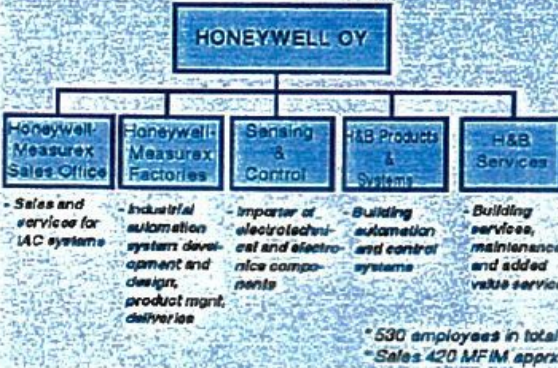 HONEYWELL OY
Honeywell-
Measurex
Sales Office
Honeywell-
Measurex
Factories
Sensing
&
Control
H&B Products
&
Systems
H&B
Services
- Sales and
services for
IAC systems
- Industrial
automation
system devel-
opment and
design,
product mgnt,
deliveries
- Importer of
electrotechni-
cal and electro-
nics compo-
nents
- Building
automation
and control
systems
- Building
services,
maintenance
and added
value service
* 530 employees in total
* Sales 420 MFIM apprx